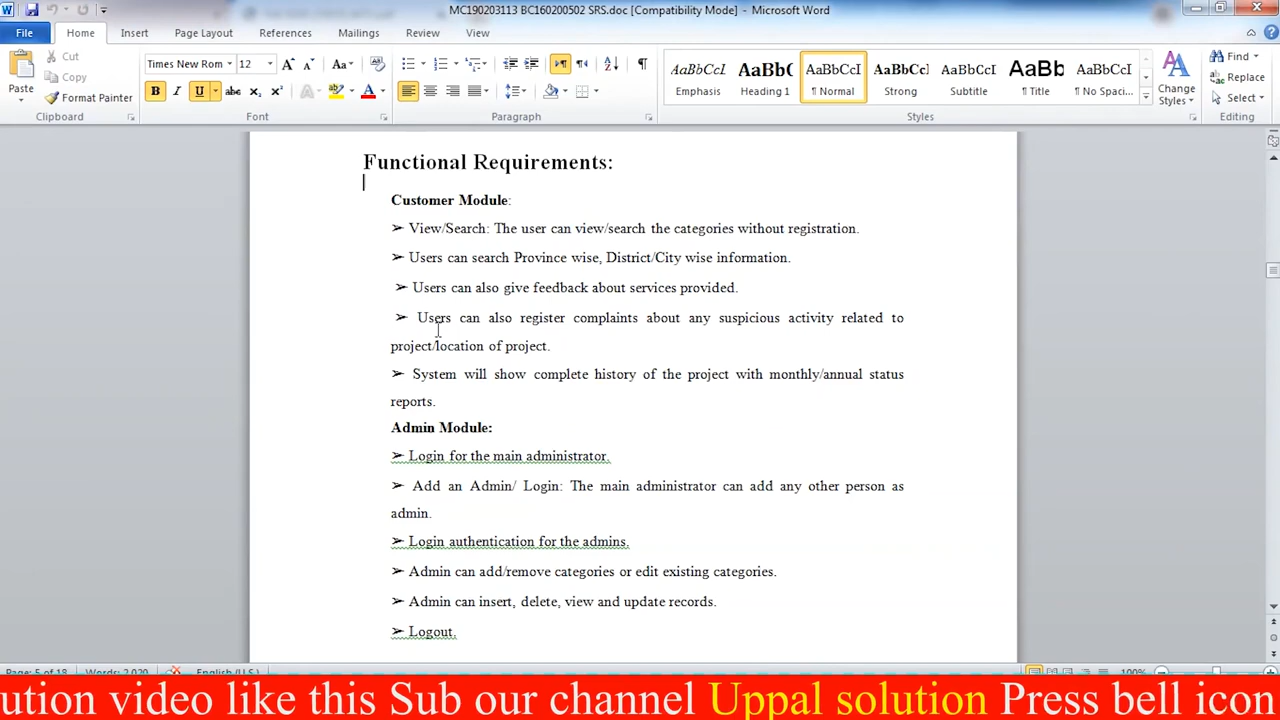 MC190203113 BC160200502 SRS.doc [Compatibility Mode] - Microsoft Word
File Home Insert Page Layout References Mailings Review View
Paste
Cut
Copy
Format Painter
Clipboard
Times New Rom 12
Font
Paragraph
AaBbCcI AaBbC AaBbCcI AaBbCc AaBbCcI AaBb AaBbCcI
Emphasis Heading 1 ¶ Normal Strong Subtitle ¶ Title ¶ No Spaci...
Change Styles
Styles
Find
Replace
Select
Editing
Functional Requirements:
Customer Module:
➢ View/Search: The user can view/search the categories without registration.
➢ Users can search Province wise, District/City wise information.
➢ Users can also give feedback about services provided.
➢ Users can also register complaints about any suspicious activity related to
project/location of project.
➢ System will show complete history of the project with monthly/annual status
reports.
Admin Module:
➢ Login for the main administrator.
➢ Add an Admin/ Login: The main administrator can add any other person as
admin.
➢ Login authentication for the admins.
➢ Admin can add/remove categories or edit existing categories.
➢ Admin can insert, delete, view and update records.
➢ Logout.
Page: 5 of 18 Words: 2,020 English (U.S.) 100%
ution video like this Sub our channel Uppal solution Press bell icon